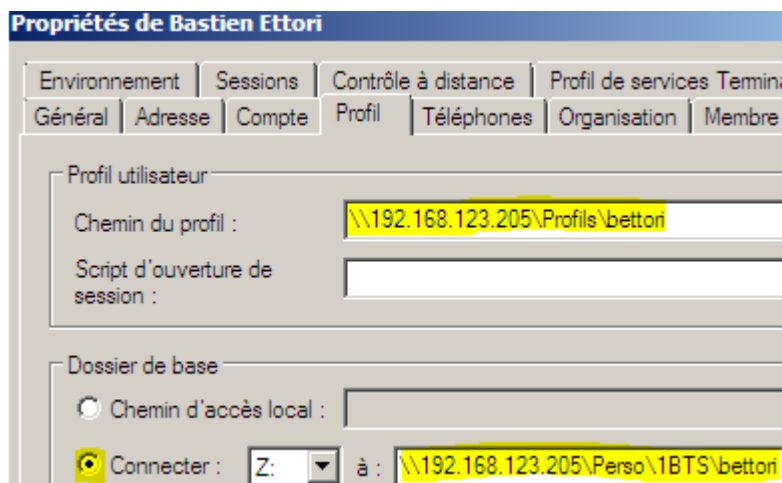 Propriétés de Bastien Ettori
Environnement Sessions Contrôle à distance Profil de services Termina
Général Adresse Compte Profil Téléphones Organisation Membre
Profil utilisateur
Chemin du profil : \\192.168.123.205\Profils\bettori
Script d'ouverture de
session :
Dossier de base
Chemin d'accès local :
Connecter : Z: à : \\192.168.123.205\Perso\1BTS\bettori